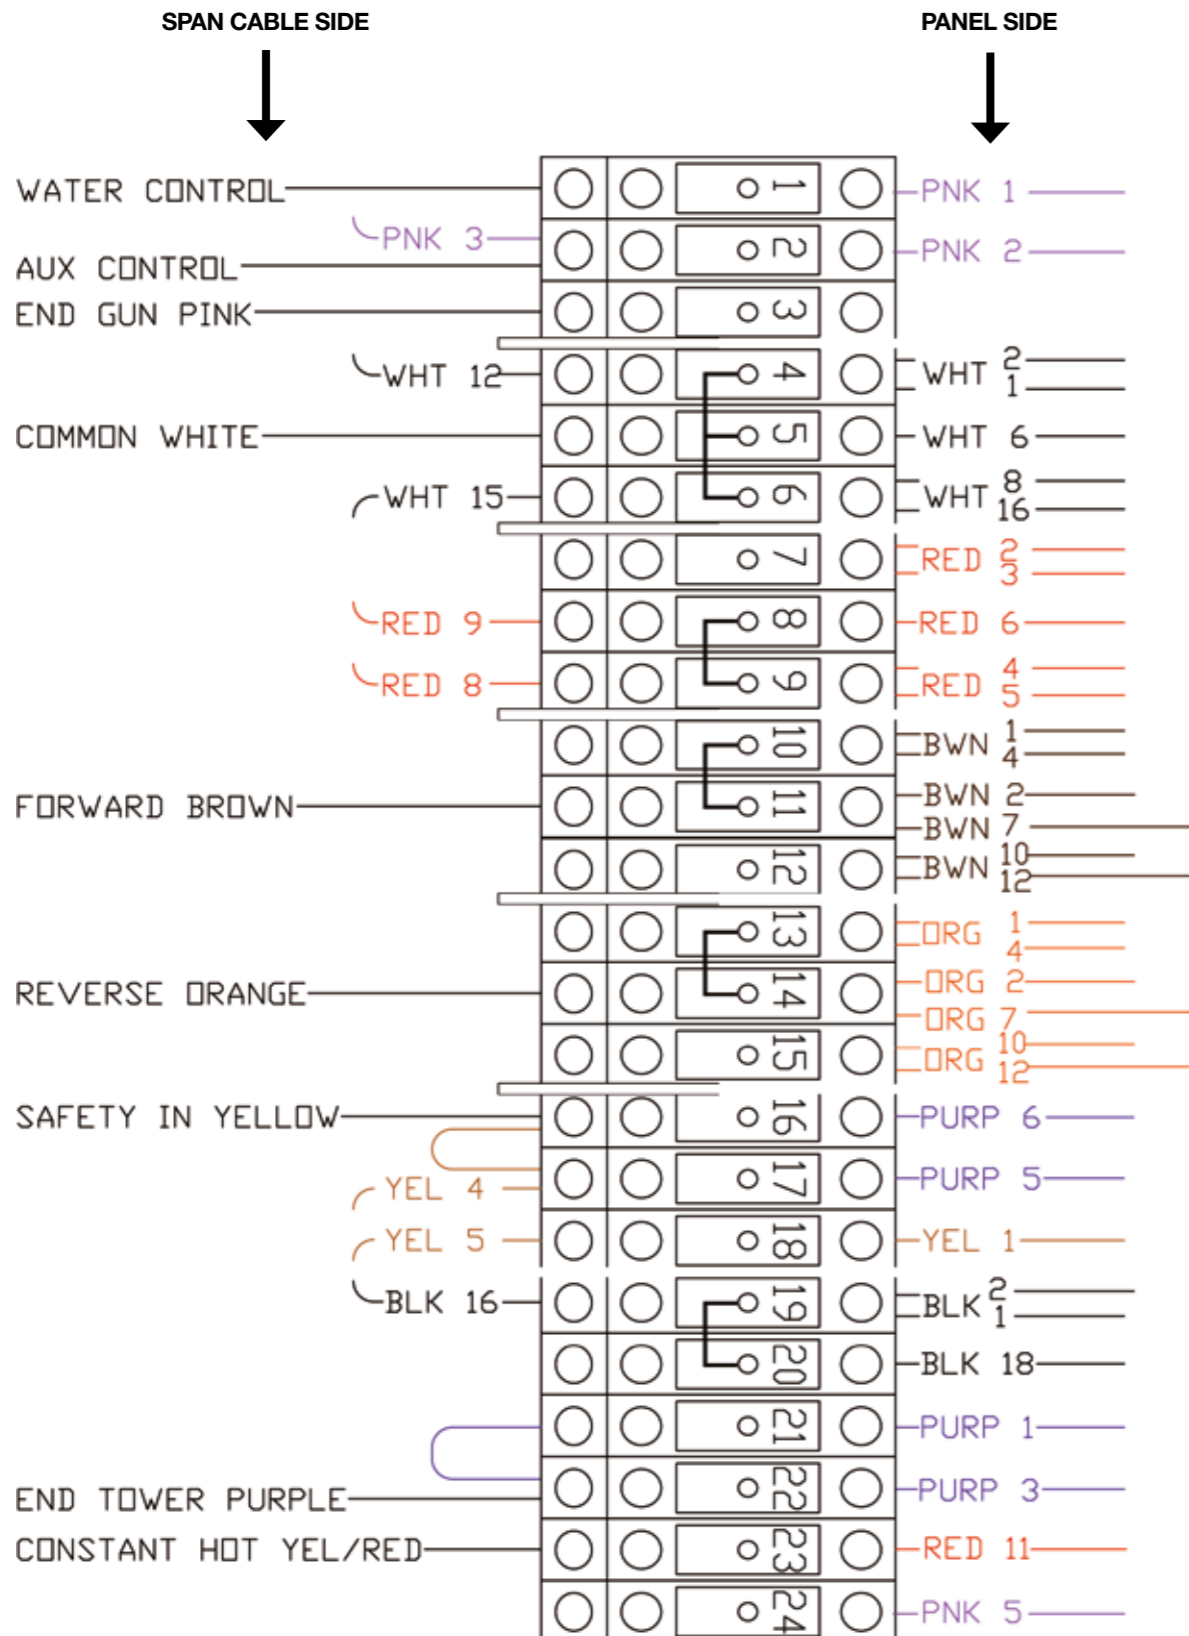 SPAN CABLE SIDE PANEL SIDE
WATER CONTROL 1 PNK 1
PNK 3 2 PNK 2
AUX CONTROL
END GUN PINK 3
WHT 12 4 WHT 2
1
COMMON WHITE 5 WHT 6
WHT 15 6 WHT 8
16
7 RED 2
3
RED 9 8 RED 6
RED 8 9 RED 4
5
10 BWN 1
4
FORWARD BROWN 11 BWN 2
BWN 7
12 BWN 10
12
13 ORG 1
4
REVERSE ORANGE 14 ORG 2
ORG 7
15 ORG 10
12
SAFETY IN YELLOW 16 PURP 6
YEL 4 17 PURP 5
YEL 5 18 YEL 1
BLK 16 19 BLK 2
1
20 BLK 18
21 PURP 1
END TOWER PURPLE 22 PURP 3
CONSTANT HOT YEL/RED 23 RED 11
24 PNK 5